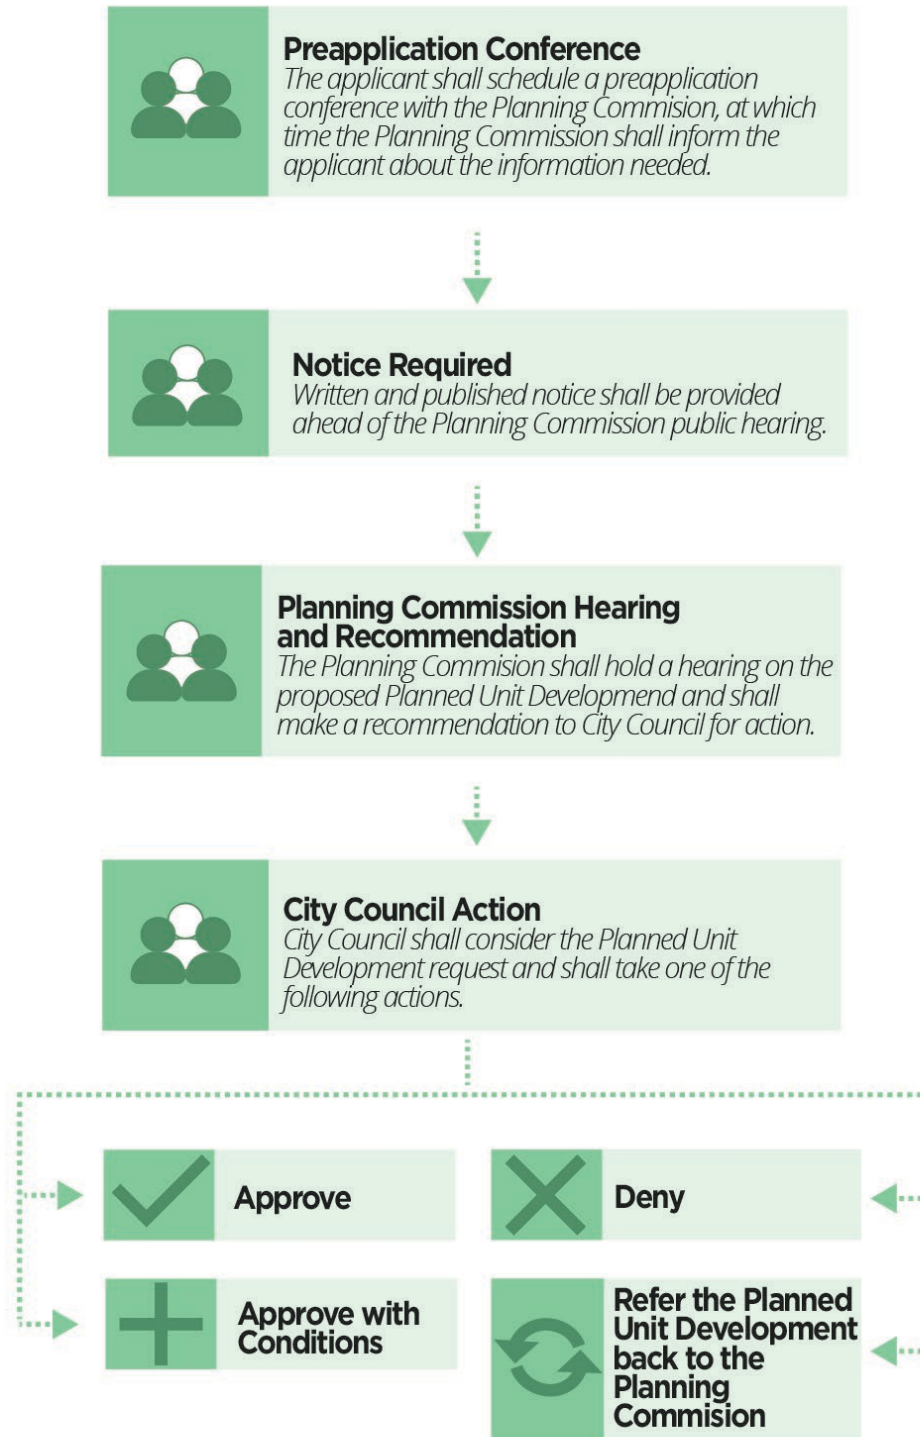 Preapplication Conference
The applicant shall schedule a preapplication
conference with the Planning Commision, at which
time the Planning Commission shall inform the
applicant about the information needed.
Notice Required
Written and published notice shall be provided
ahead of the Planning Commission public hearing.
Planning Commission Hearing
and Recommendation
The Planning Commision shall hold a hearing on the
proposed Planned Unit Developmend and shall
make a recommendation to City Council for action.
City Council Action
City Council shall consider the Planned Unit
Development request and shall take one of the
following actions.
Approve
Deny
Approve with
Conditions
Refer the Planned
Unit Development
back to the
Planning
Commision